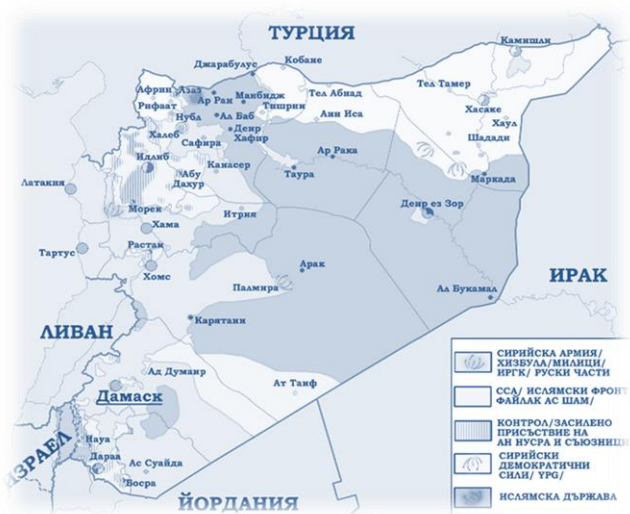 ТУРЦИЯ
Камишли
Кобане
Джарабулус
Африн
Азаз
Манбидж
Тел Абиад
Тел Тамер
Рифаат
Ар Раи
Тишрин
Хасаке
Нубл
Ал Баб
Аин Иса
Хаул
Халеб
Деир
Хафир
Шадади
Сафира
Идлиб
Канасер
Ар Рака
Абу
Дахур
Таура
Маркада
Латакия
Морек
Итрия
Деир ез Зор
Хама
Растан
Тартус
Хомс
Арак
ИРАК
Палмира
Ал Букамал
Карятаин
ЛИВАН
Ад Думаир
Ат Танф
Дамаск
ИЗРАЕЛ
Науа
Дараа
Ас Суайда
Босра
ЙОРДАНИЯ
СИРИЙСКА АРМИЯ/
ХИЗБУЛА/МИЛИЦИ/
ИРГК/ РУСКИ ЧАСТИ
ССА/ ИСЛЯМСКИ ФРОНТ
ФАЙЛАК АС ШАМ/
КОНТРОЛ/ЗАСИЛЕНО
ПРИСЪСТВИЕ НА
АН НУСРА И СЪЮЗНИЦИ
СИРИЙСКИ
ДЕМОКРАТИЧНИ
СИЛИ/ YPG/
ИСЛЯМСКА ДЪРЖАВА